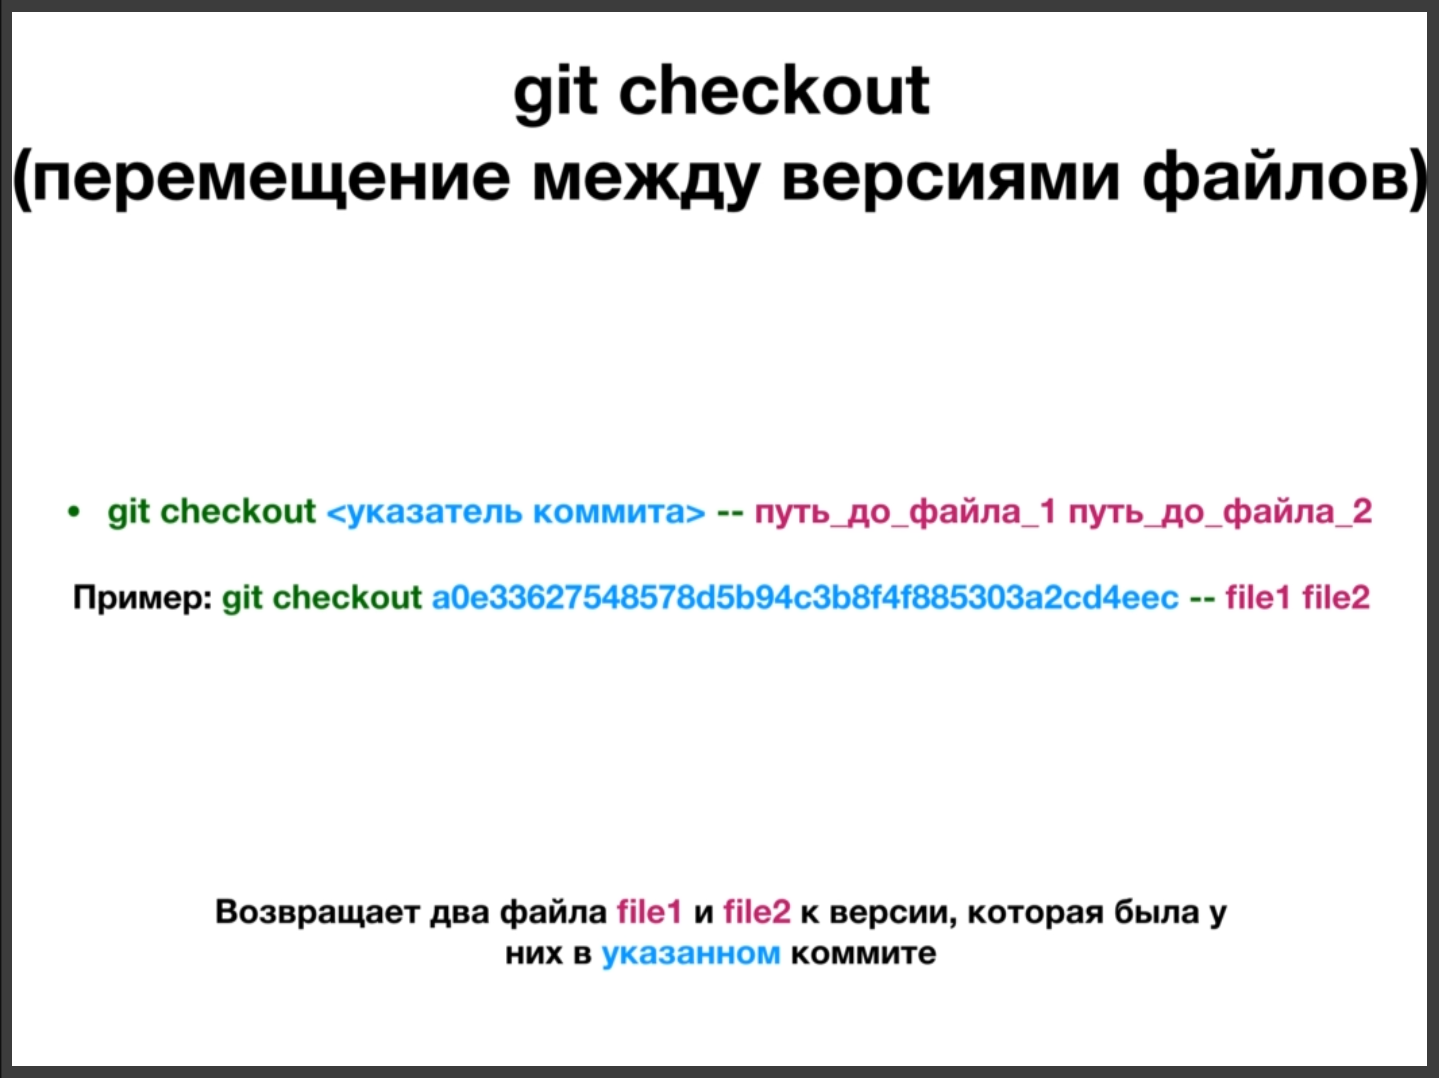 git checkout
(перемещение между версиями файлов)
• git checkout <указатель коммита> -- путь_до_файла_1 путь_до_файла_2
Пример: git checkout a0e33627548578d5b94c3b8f4f885303a2cd4eec -- file1 file2
Возвращает два файла file1 и file2 к версии, которая была у
них в указанном коммите